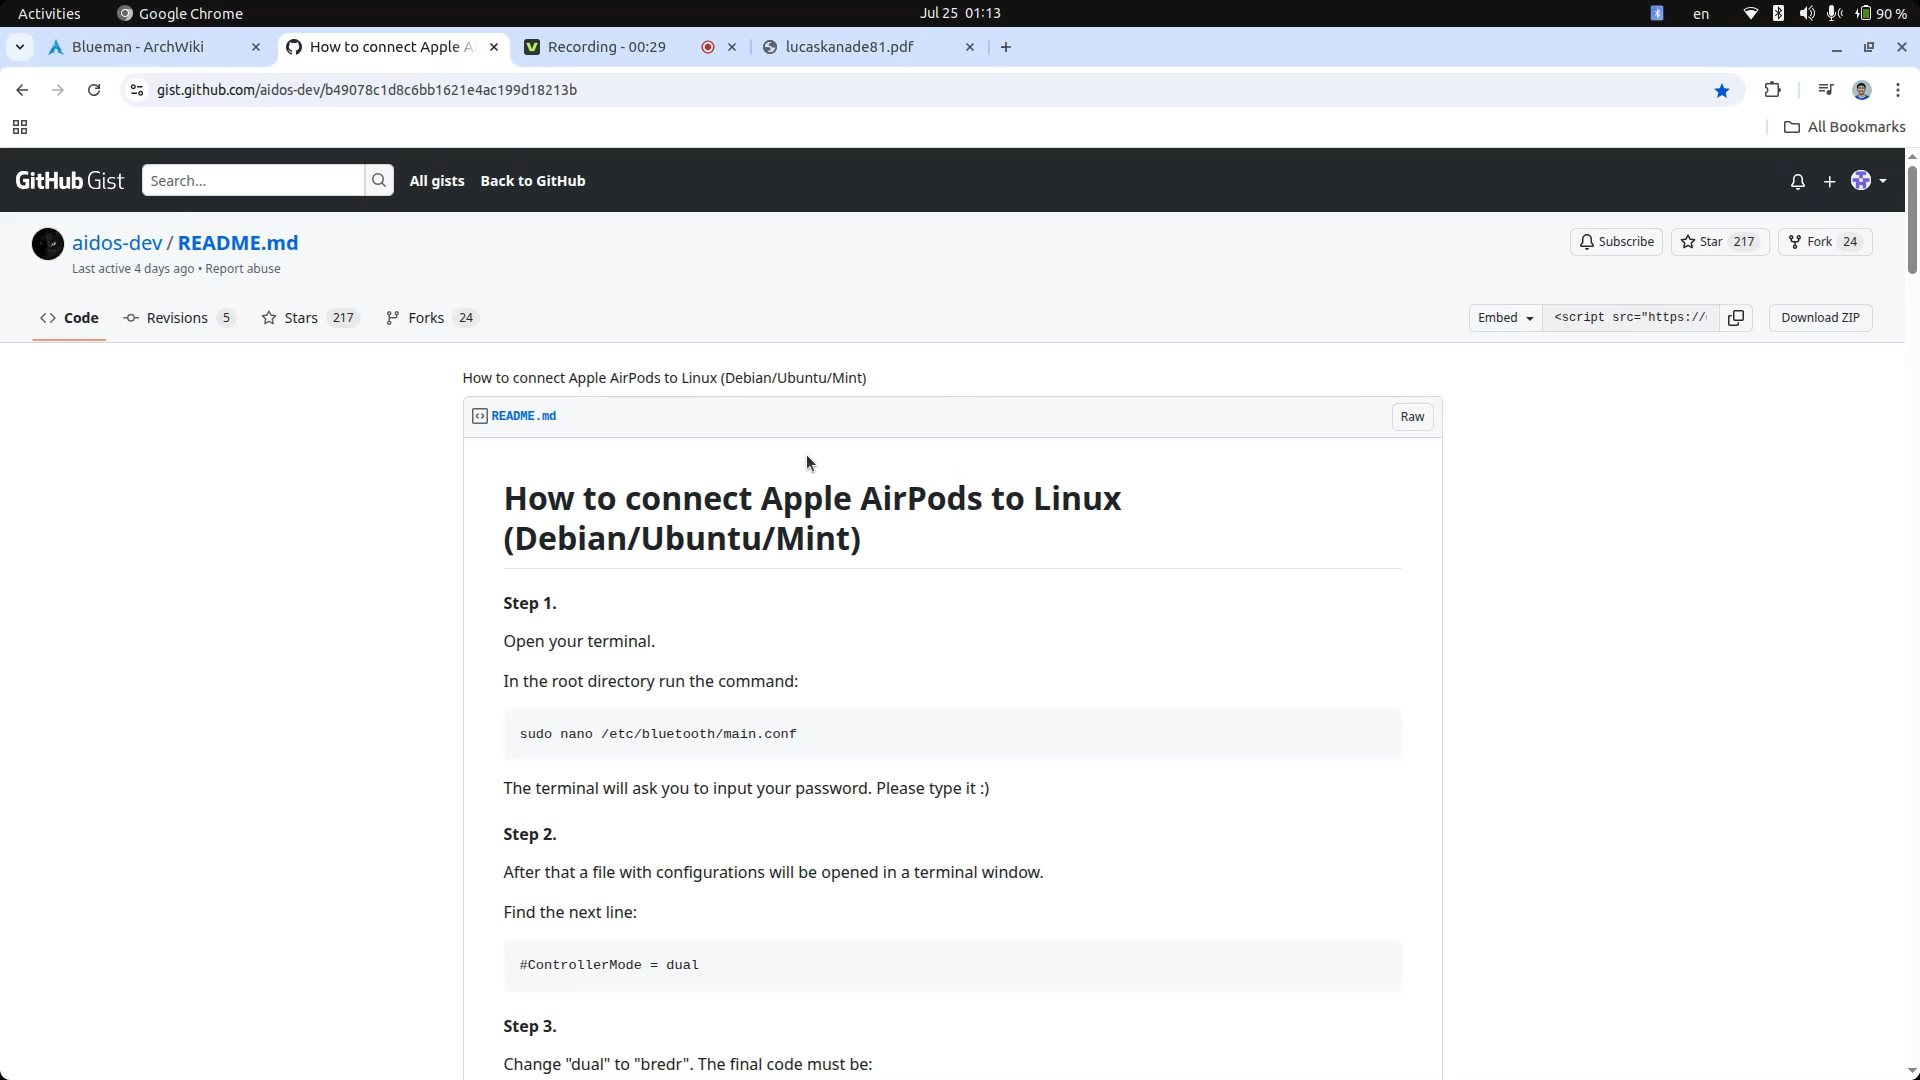 Activities Google Chrome Jul 25 01:13 en 90 %
Blueman - ArchWiki How to connect Apple A Recording - 00:29 lucaskanade81.pdf
gist.github.com/aidos-dev/b49078c1d8c6bb1621e4ac199d18213b
All Bookmarks
GitHub Gist Search... All gists Back to GitHub
aidos-dev / README.md Subscribe Star 217 Fork 24
Last active 4 days ago • Report abuse
Code Revisions 5 Stars 217 Forks 24 Embed <script src="https:// Download ZIP
How to connect Apple AirPods to Linux (Debian/Ubuntu/Mint)
README.md Raw
How to connect Apple AirPods to Linux
(Debian/Ubuntu/Mint)
Step 1.
Open your terminal.
In the root directory run the command:
sudo nano /etc/bluetooth/main.conf
The terminal will ask you to input your password. Please type it :)
Step 2.
After that a file with configurations will be opened in a terminal window.
Find the next line:
#ControllerMode = dual
Step 3.
Change "dual" to "bredr". The final code must be: